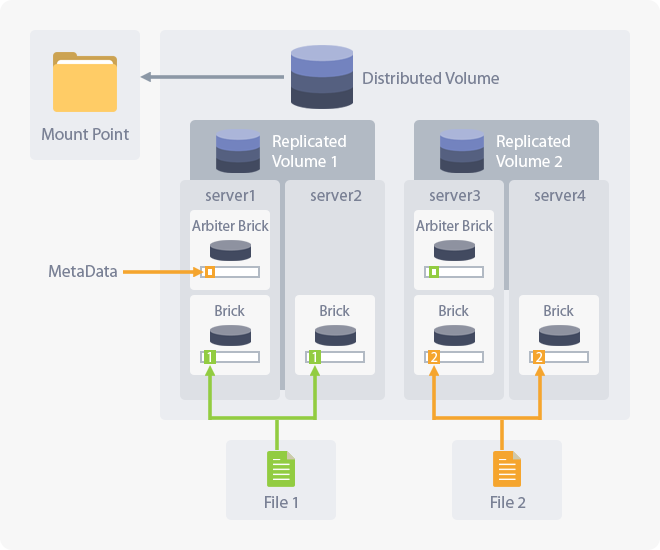 Distributed Volume
Mount Point
Replicated
Volume 1
Replicated
Volume 2
server1
server2
server3
server4
Arbiter Brick
Arbiter Brick
MetaData
Brick
Brick
Brick
Brick
1
1
2
2
File 1
File 2